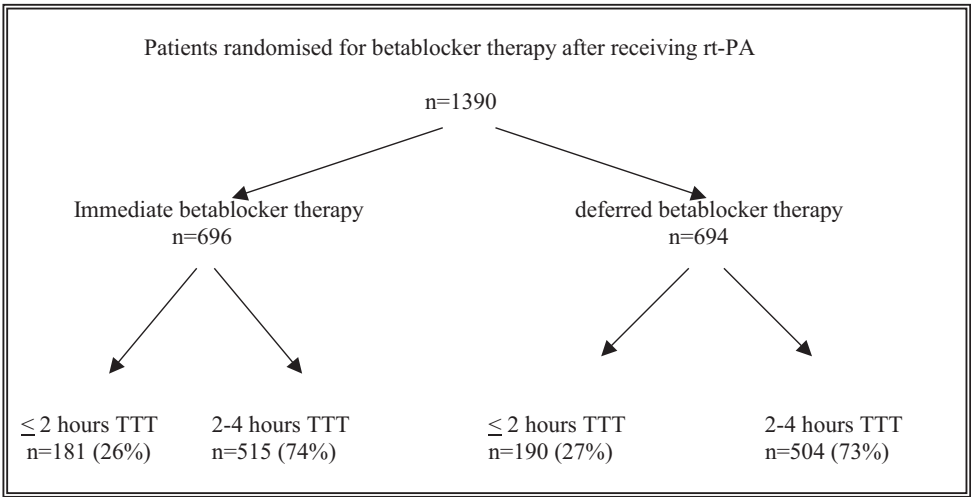 Patients randomised for betablocker therapy after receiving rt-PA
n=1390
Immediate betablocker therapy
n=696
deferred betablocker therapy
n=694
≤ 2 hours TTT
n=181 (26%)
2-4 hours TTT
n=515 (74%)
≤ 2 hours TTT
n=190 (27%)
2-4 hours TTT
n=504 (73%)